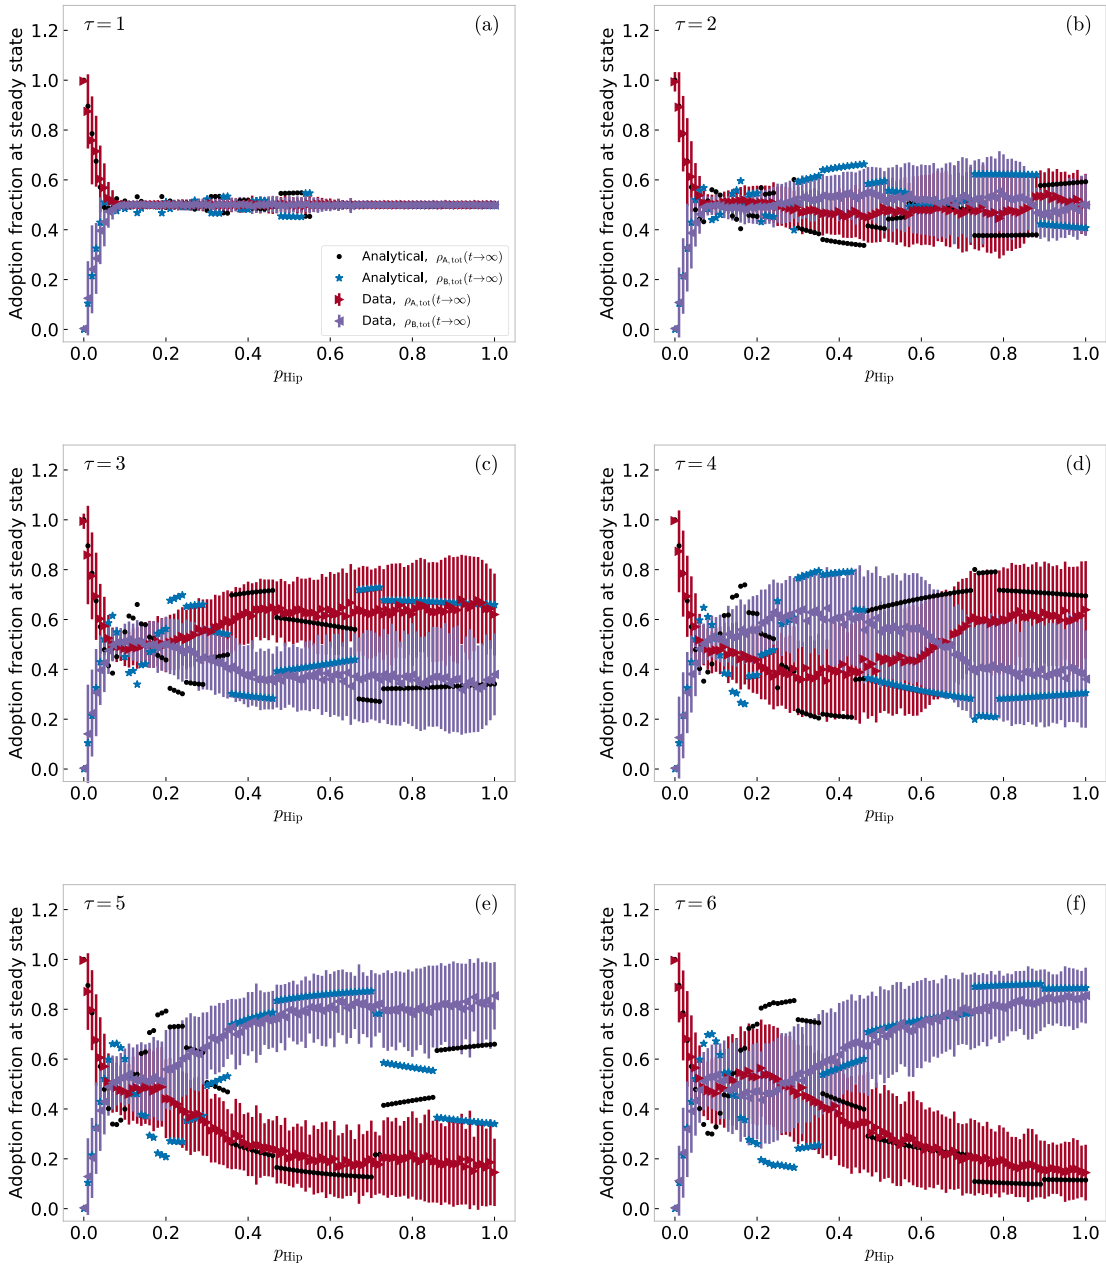 τ = 1
(a)
1.2
1.0
0.8
0.6
0.4
0.2
0.0
Adoption fraction at steady state
Analytical, ρA,tot(t→∞)
Analytical, ρB,tot(t→∞)
Data, ρA,tot(t→∞)
Data, ρB,tot(t→∞)
0.0 0.2 0.4 0.6 0.8 1.0
pHip
τ = 2
(b)
1.2
1.0
0.8
0.6
0.4
0.2
0.0
Adoption fraction at steady state
0.0 0.2 0.4 0.6 0.8 1.0
pHip
τ = 3
(c)
1.2
1.0
0.8
0.6
0.4
0.2
0.0
Adoption fraction at steady state
0.0 0.2 0.4 0.6 0.8 1.0
pHip
τ = 4
(d)
1.2
1.0
0.8
0.6
0.4
0.2
0.0
Adoption fraction at steady state
0.0 0.2 0.4 0.6 0.8 1.0
pHip
τ = 5
(e)
1.2
1.0
0.8
0.6
0.4
0.2
0.0
Adoption fraction at steady state
0.0 0.2 0.4 0.6 0.8 1.0
pHip
τ = 6
(f)
1.2
1.0
0.8
0.6
0.4
0.2
0.0
Adoption fraction at steady state
0.0 0.2 0.4 0.6 0.8 1.0
pHip